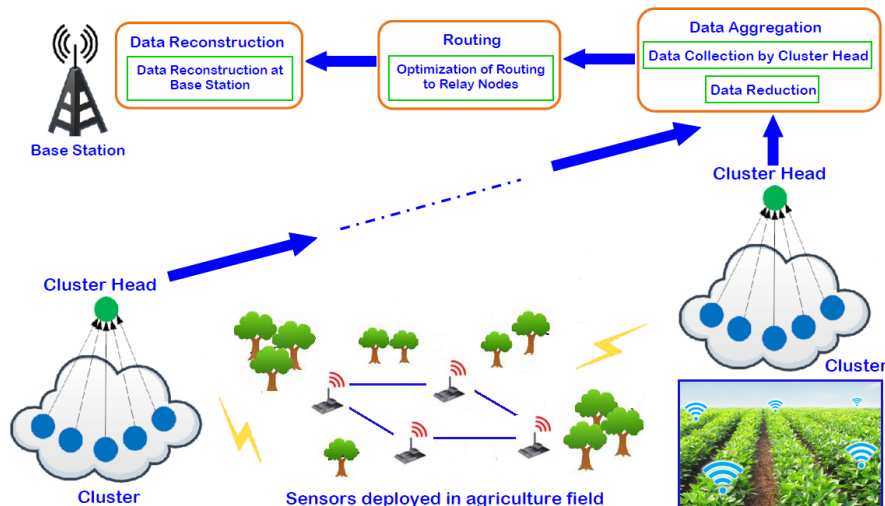 Data Reconstruction
Data Reconstruction at
Base Station
Routing
Optimization of Routing
to Relay Nodes
Data Aggregation
Data Collection by Cluster Head
Data Reduction
Base Station
Cluster Head
Cluster Head
Cluster
Cluster
Sensors deployed in agriculture field